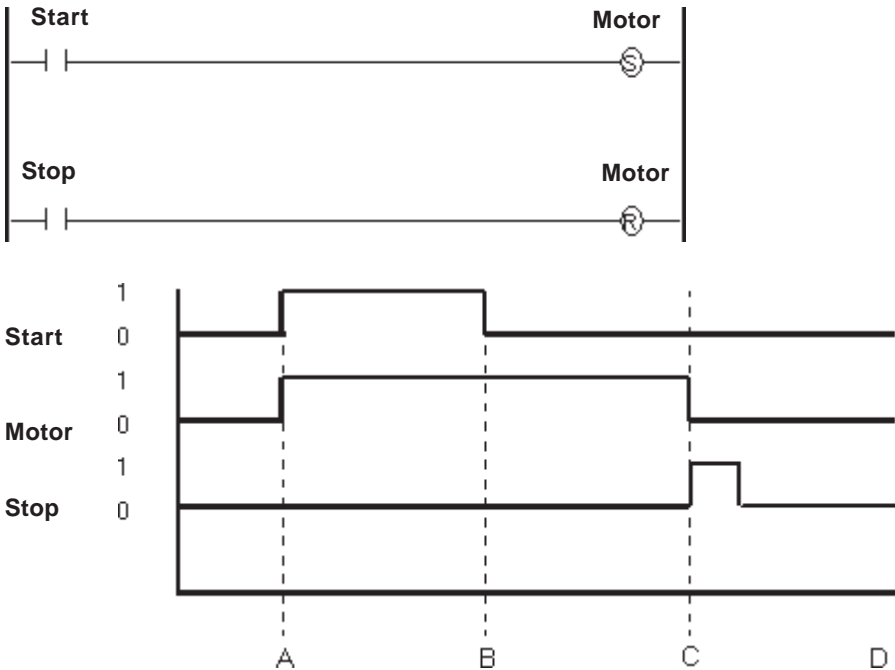 Start Motor
S
Stop Motor
R
1
Start 0
1
Motor 0
1
Stop 0
A B C D